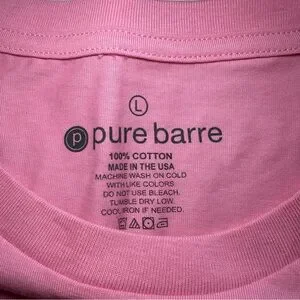 L
p pure barre
100% COTTON
MADE IN THE USA
MACHINE WASH ON COLD
WITH LIKE COLORS.
DO NOT USE BLEACH.
TUMBLE DRY LOW.
COOL IRON IF NEEDED.